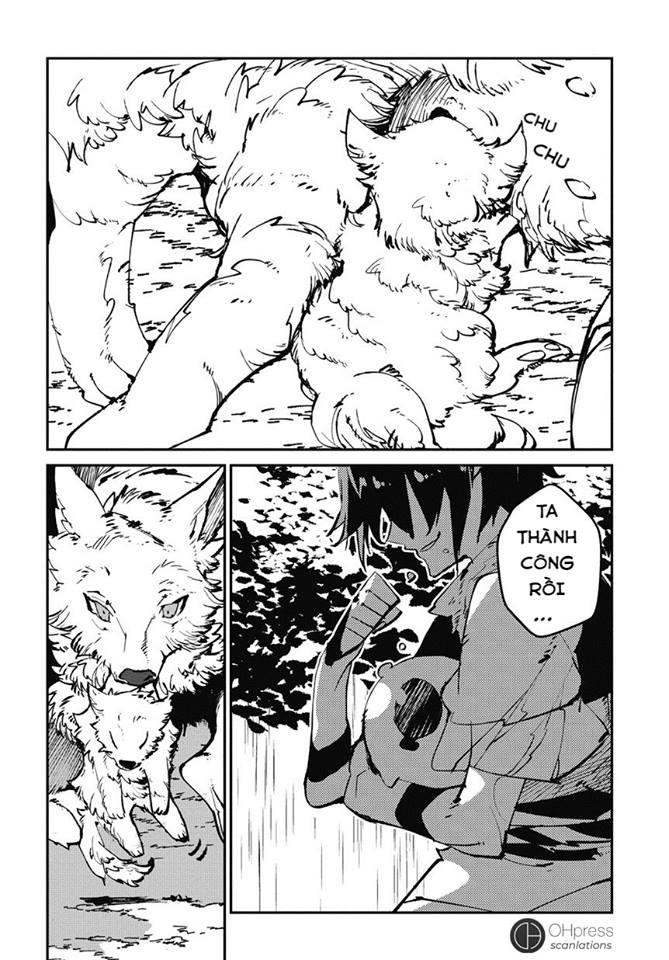 CHU
CHU
TA
THÀNH
CÔNG
RỒI
...
OHpress
scanlations